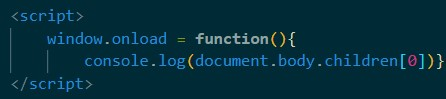 <script>
    window.onload = function(){
        console.log(document.body.children[0])}
</script>